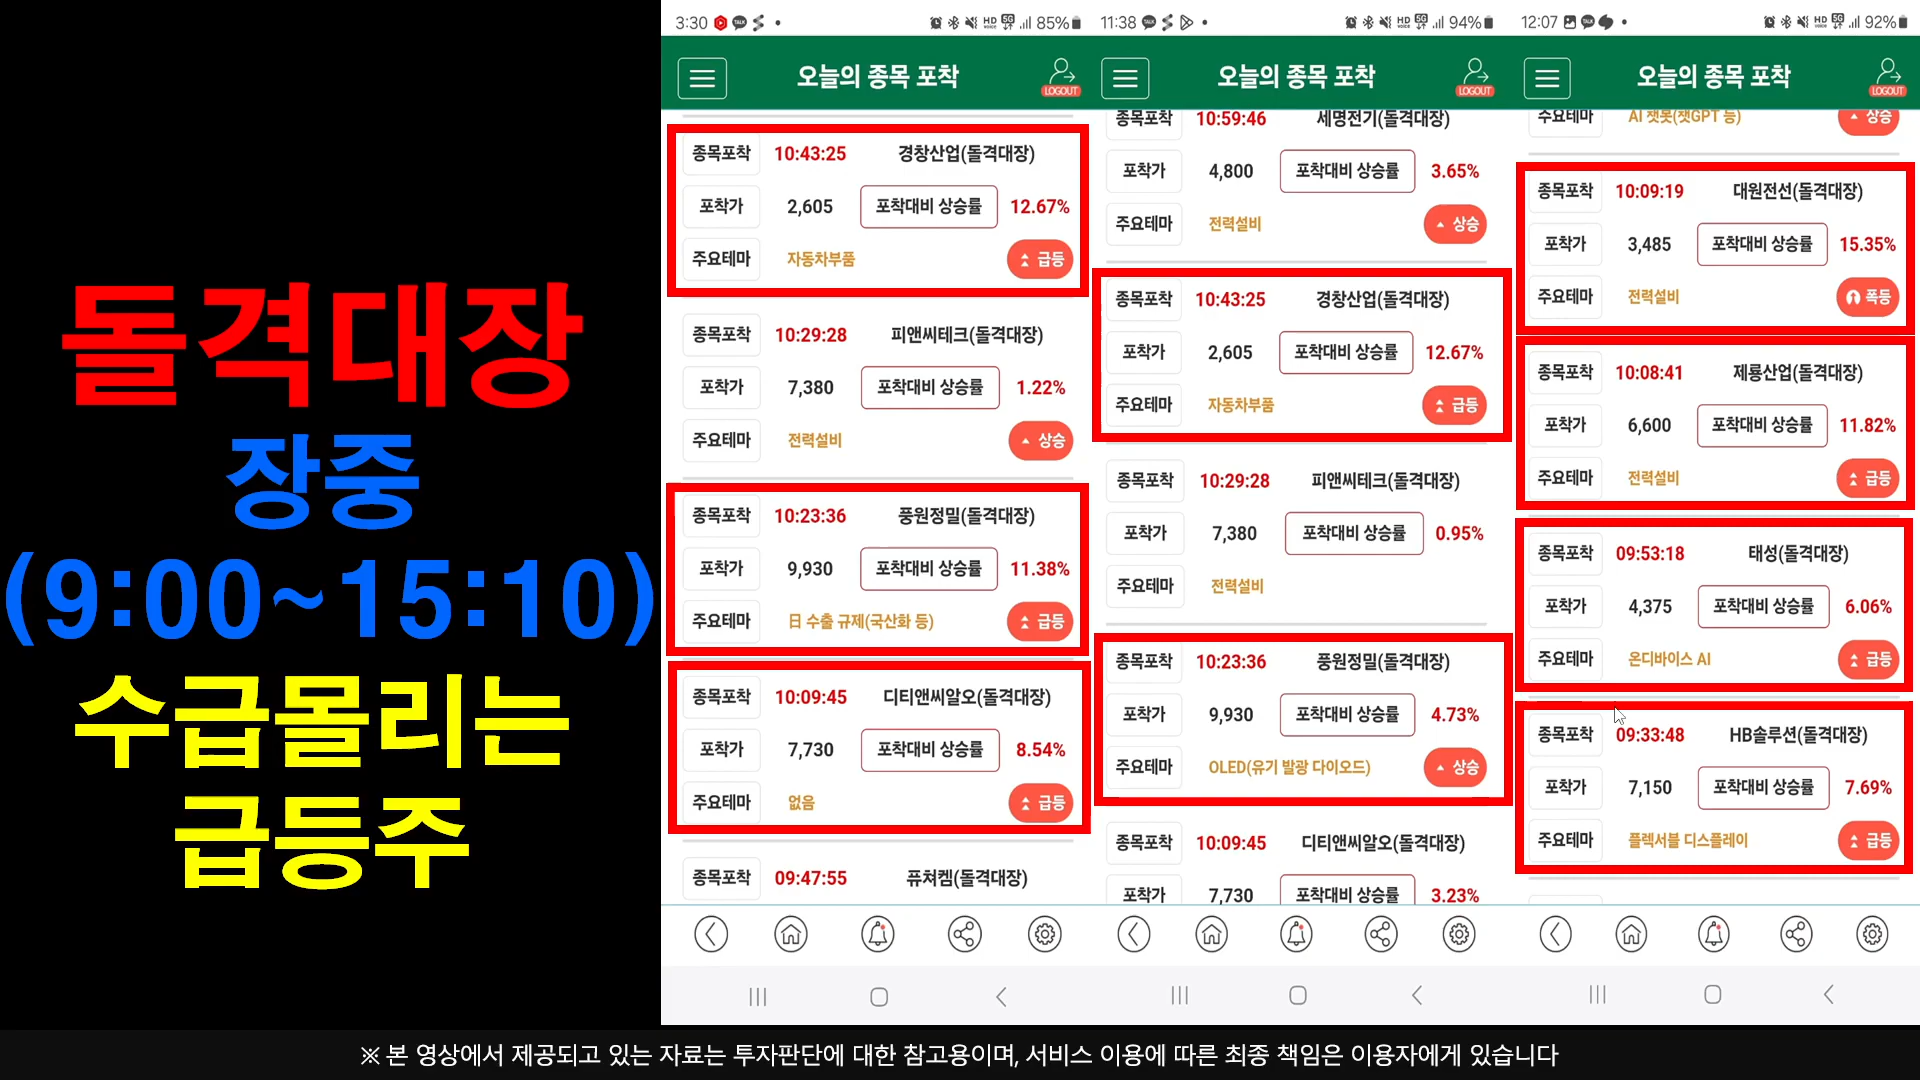 돌격대장
장중
(9:00~15:10)
수급몰리는
급등주
3:30 85%
오늘의 종목 포착
LOGOUT
종목포착 10:43:25 경창산업(돌격대장)
포착가 2,605 포착대비 상승률 12.67%
주요테마 자동차부품 급등
종목포착 10:29:28 피앤씨테크(돌격대장)
포착가 7,380 포착대비 상승률 1.22%
주요테마 전력설비 상승
종목포착 10:23:36 풍원정밀(돌격대장)
포착가 9,930 포착대비 상승률 11.38%
주요테마 日 수출 규제(국산화 등) 급등
종목포착 10:09:45 디티앤씨알오(돌격대장)
포착가 7,730 포착대비 상승률 8.54%
주요테마 없음 급등
종목포착 09:47:55 퓨쳐켐(돌격대장)
11:38 94%
오늘의 종목 포착
LOGOUT
종목포착 10:59:46 세명전기(돌격대장)
포착가 4,800 포착대비 상승률 3.65%
주요테마 전력설비 상승
종목포착 10:43:25 경창산업(돌격대장)
포착가 2,605 포착대비 상승률 12.67%
주요테마 자동차부품 급등
종목포착 10:29:28 피앤씨테크(돌격대장)
포착가 7,380 포착대비 상승률 0.95%
주요테마 전력설비
종목포착 10:23:36 풍원정밀(돌격대장)
포착가 9,930 포착대비 상승률 4.73%
주요테마 OLED(유기 발광 다이오드) 상승
종목포착 10:09:45 디티앤씨알오(돌격대장)
포착가 7,730 포착대비 상승률 3.23%
12:07 92%
오늘의 종목 포착
LOGOUT
주요테마 AI 챗봇(챗GPT 등) 상승
종목포착 10:09:19 대원전선(돌격대장)
포착가 3,485 포착대비 상승률 15.35%
주요테마 전력설비 폭등
종목포착 10:08:41 제룡산업(돌격대장)
포착가 6,600 포착대비 상승률 11.82%
주요테마 전력설비 급등
종목포착 09:53:18 태성(돌격대장)
포착가 4,375 포착대비 상승률 6.06%
주요테마 온디바이스 AI 급등
종목포착 09:33:48 HB솔루션(돌격대장)
포착가 7,150 포착대비 상승률 7.69%
주요테마 플렉서블 디스플레이 급등
※ 본 영상에서 제공되고 있는 자료는 투자판단에 대한 참고용이며, 서비스 이용에 따른 최종 책임은 이용자에게 있습니다